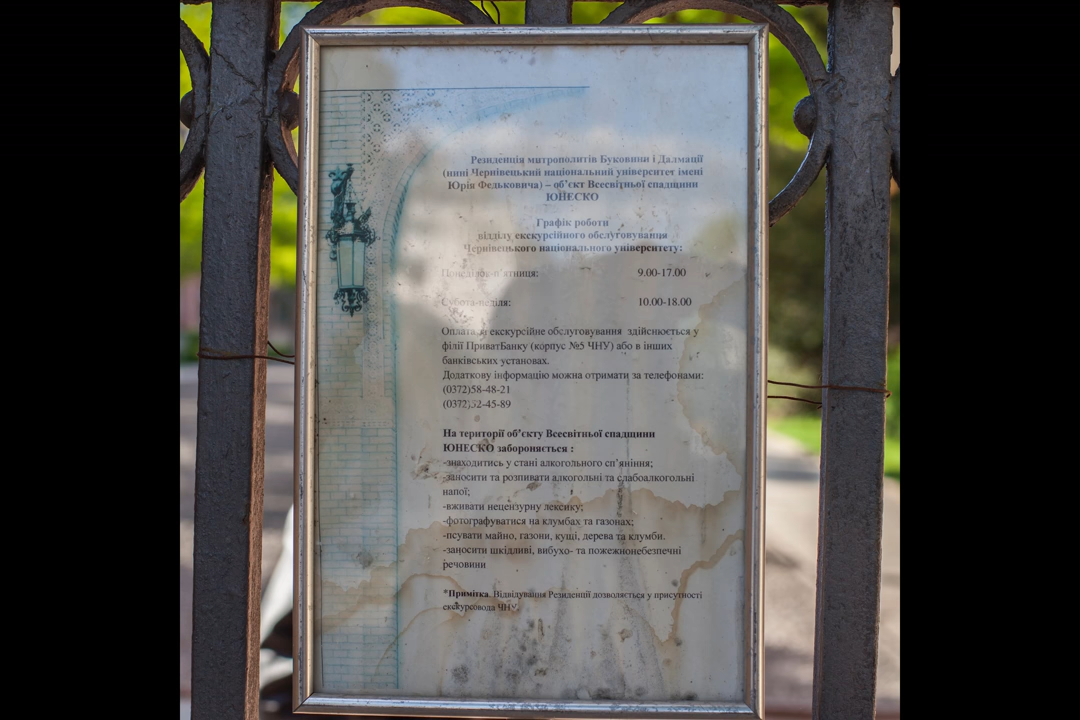 Резиденція митрополитів Буковини і Далмації
(нині Чернівецький національний університет імені
Юрія Федьковича) – об'єкт Всесвітньої спадщини
ЮНЕСКО
Графік роботи
відділу екскурсійного обслуговування
Чернівецького національного університету:
Понеділок-п'ятниця: 9.00-17.00
Субота-неділя: 10.00-18.00
Оплата за екскурсійне обслуговування здійснюється у
філії ПриватБанку (корпус №5 ЧНУ) або в інших
банківських установах.
Додаткову інформацію можна отримати за телефонами:
(0372)58-48-21
(0372)52-45-89
На території об'єкту Всесвітньої спадщини
ЮНЕСКО забороняється :
-знаходитись у стані алкогольного сп'яніння;
-заносити та розпивати алкогольні та слабоалкогольні
напої;
-вживати нецензурну лексику;
-фотографуватися на клумбах та газонах;
-псувати майно, газони, кущі, дерева та клумби.
-заносити шкідливі, вибухо- та пожежнонебезпечні
речовини
*Примітка. Відвідування Резиденції дозволяється у присутності
екскурсовода ЧНУ.